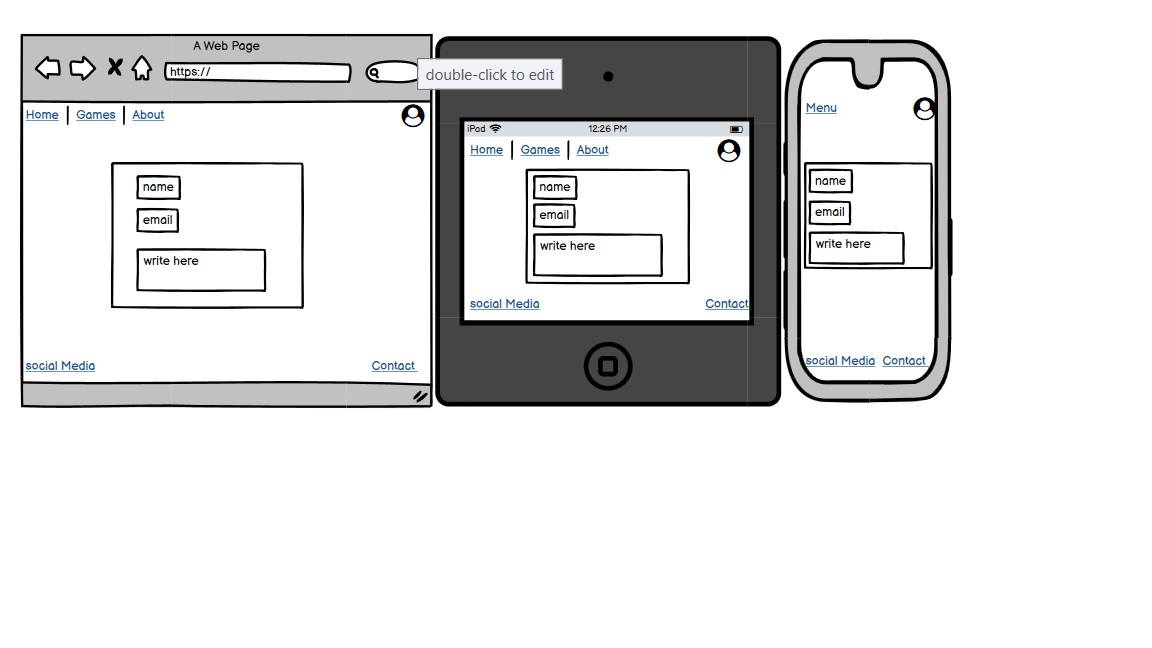 A Web Page
https://
Home | Games | About
name
email
write here
social Media
Contact
double-click to edit
iPad
12:26 PM
Home | Games | About
name
email
write here
social Media
Contact
Menu
name
email
write here
social Media
Contact